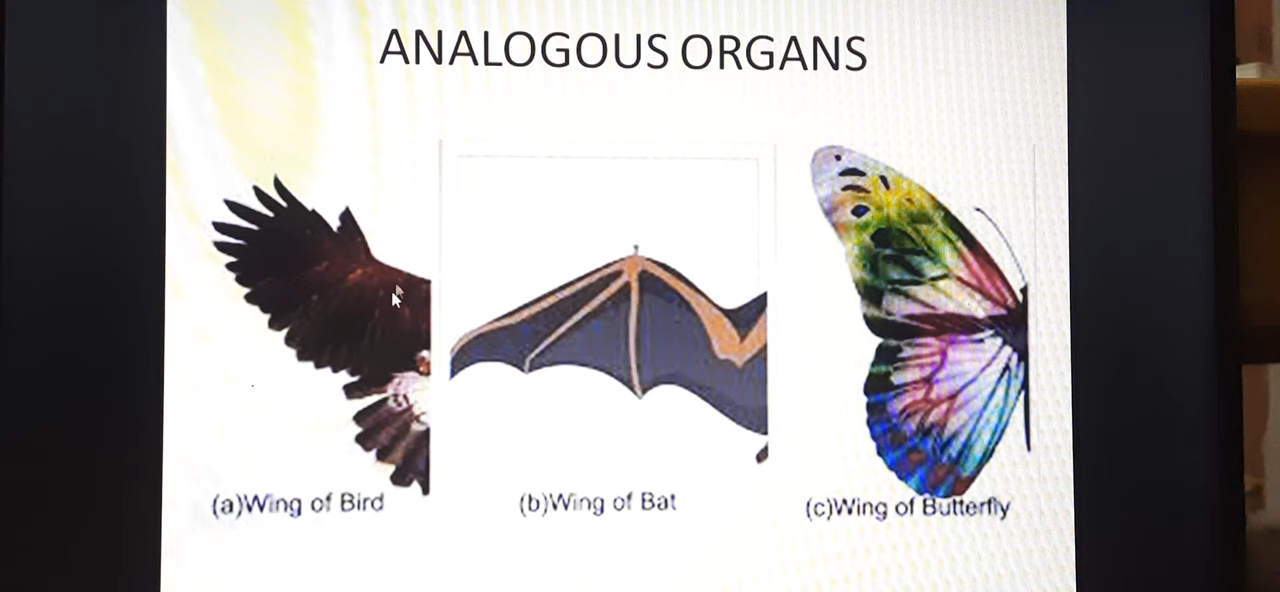 ANALOGOUS ORGANS
(a)Wing of Bird
(b)Wing of Bat
(c)Wing of Butterfly